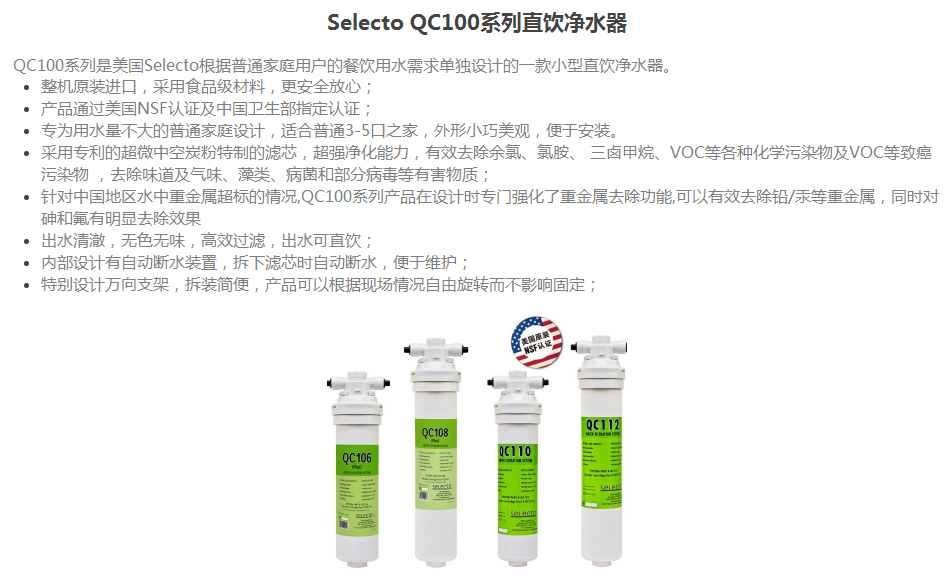 Selecto QC100系列直饮净水器
QC100系列是美国Selecto根据普通家庭用户的餐饮用水需求单独设计的一款小型直饮净水器。
整机原装进口，采用食品级材料，更安全放心；
产品通过美国NSF认证及中国卫生部指定认证；
专为用水量不大的普通家庭设计，适合普通3-5口之家，外形小巧美观，便于安装。
采用专利的超微中空炭粉特制的滤芯，超强净化能力，有效去除余氯、氯胺、 三卤甲烷、VOC等各种化学污染物及VOC等致癌
污染物 ，去除味道及气味、藻类、病菌和部分病毒等有害物质；
针对中国地区水中重金属超标的情况,QC100系列产品在设计时专门强化了重金属去除功能,可以有效去除铅/汞等重金属，同时对
砷和氟有明显去除效果
出水清澈，无色无味，高效过滤，出水可直饮；
内部设计有自动断水装置，拆下滤芯时自动断水，便于维护；
特别设计万向支架，拆装简便，产品可以根据现场情况自由旋转而不影响固定；
美国原装
NSF认证
QC106
QC108
QC110
QC112
selecto
selecto
selecto
selecto